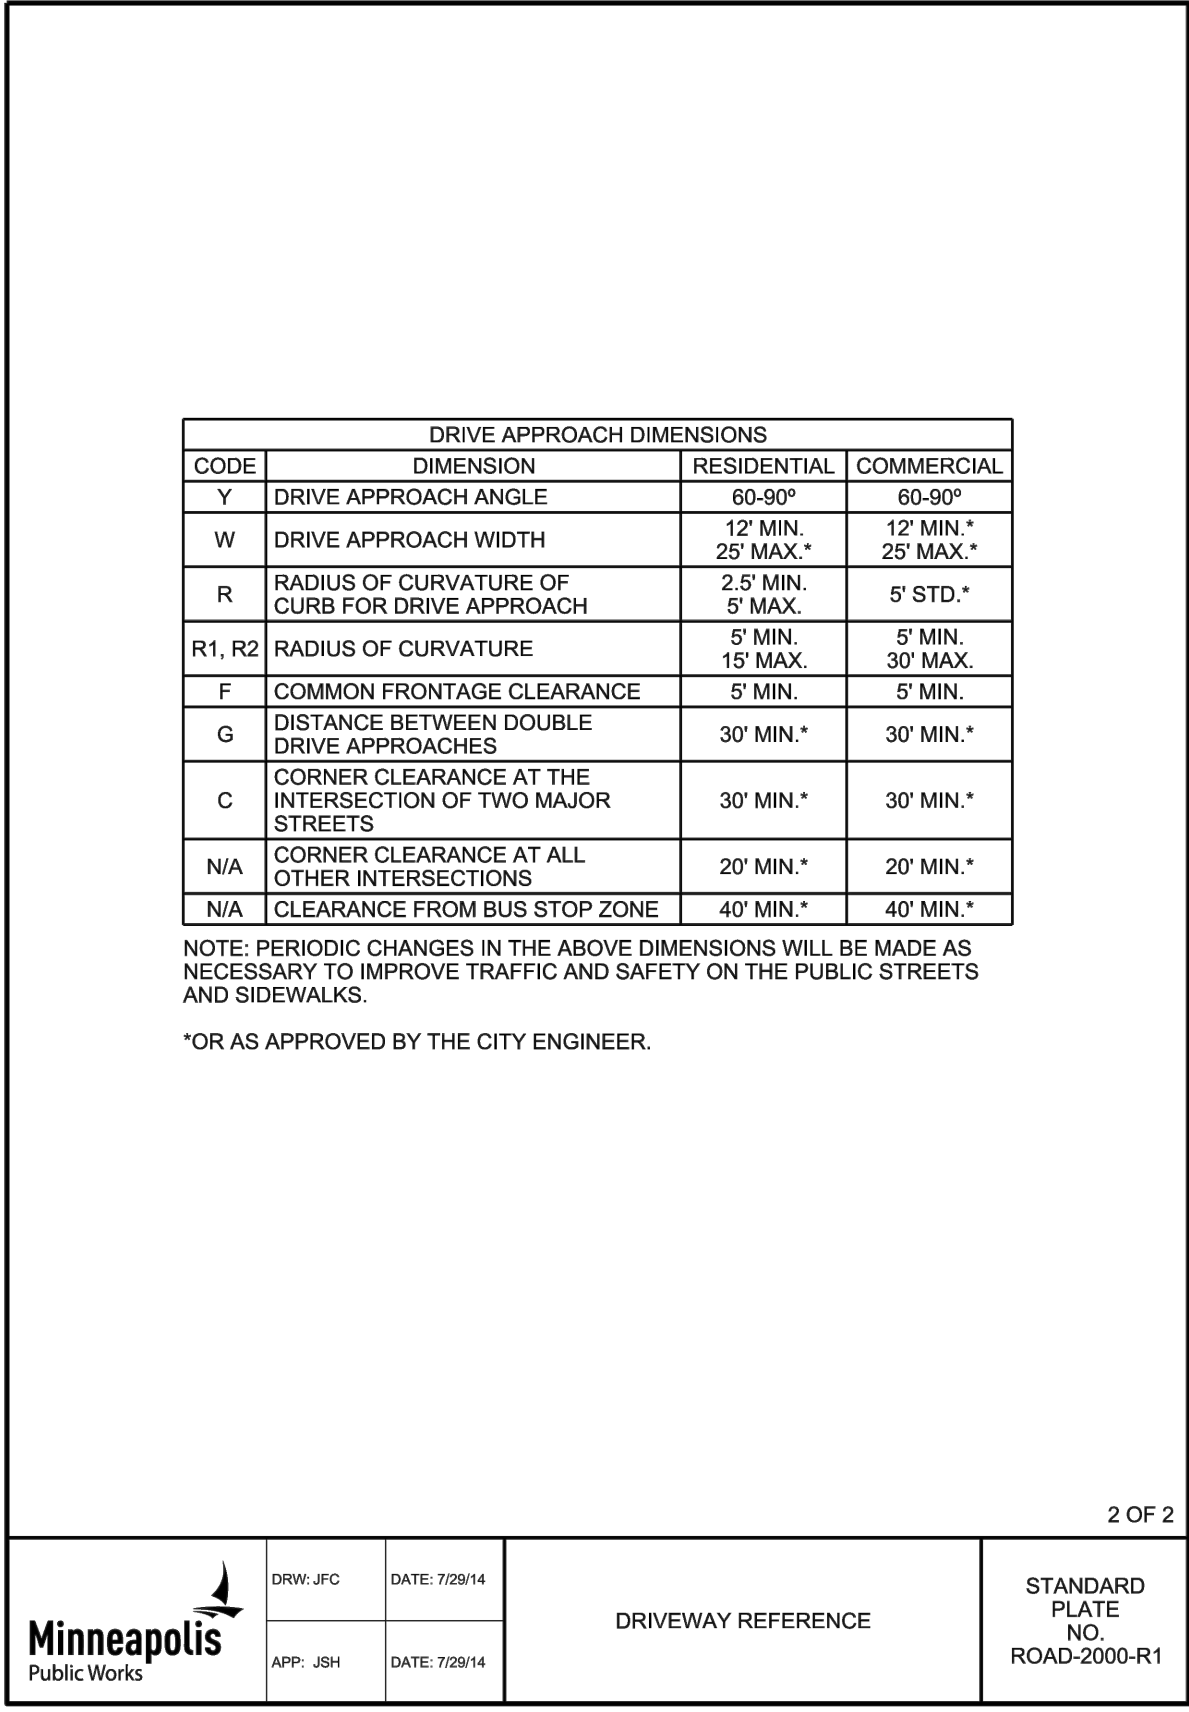 DRIVE APPROACH DIMENSIONS
CODE DIMENSION RESIDENTIAL COMMERCIAL
Y DRIVE APPROACH ANGLE 60-90º 60-90º
W DRIVE APPROACH WIDTH 12' MIN. 25' MAX.* 12' MIN.* 25' MAX.*
R RADIUS OF CURVATURE OF
CURB FOR DRIVE APPROACH 2.5' MIN. 5' MAX. 5' STD.*
R1, R2 RADIUS OF CURVATURE 5' MIN. 15' MAX. 5' MIN. 30' MAX.
F COMMON FRONTAGE CLEARANCE 5' MIN. 5' MIN.
G DISTANCE BETWEEN DOUBLE
DRIVE APPROACHES 30' MIN.* 30' MIN.*
C CORNER CLEARANCE AT THE
INTERSECTION OF TWO MAJOR
STREETS 30' MIN.* 30' MIN.*
N/A CORNER CLEARANCE AT ALL
OTHER INTERSECTIONS 20' MIN.* 20' MIN.*
N/A CLEARANCE FROM BUS STOP ZONE 40' MIN.* 40' MIN.*
NOTE: PERIODIC CHANGES IN THE ABOVE DIMENSIONS WILL BE MADE AS
NECESSARY TO IMPROVE TRAFFIC AND SAFETY ON THE PUBLIC STREETS
AND SIDEWALKS.
*OR AS APPROVED BY THE CITY ENGINEER.
2 OF 2
Minneapolis
Public Works
DRW: JFC DATE: 7/29/14
APP: JSH DATE: 7/29/14
DRIVEWAY REFERENCE
STANDARD
PLATE
NO.
ROAD-2000-R1